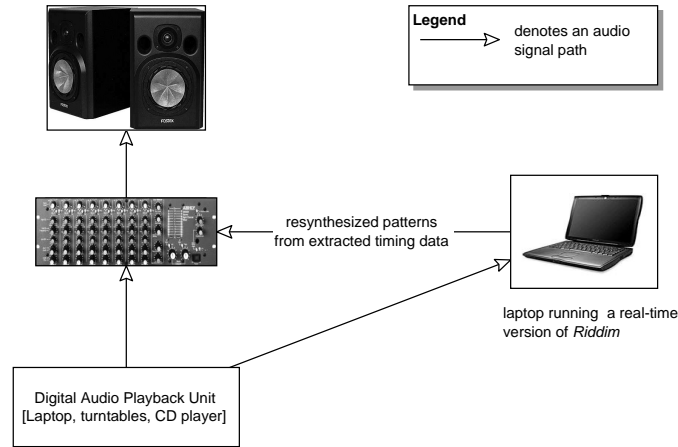 Legend
denotes an audio
signal path
resynthesized patterns
from extracted timing data
laptop running a real-time
version of Riddim
Digital Audio Playback Unit
[Laptop, turntables, CD player]